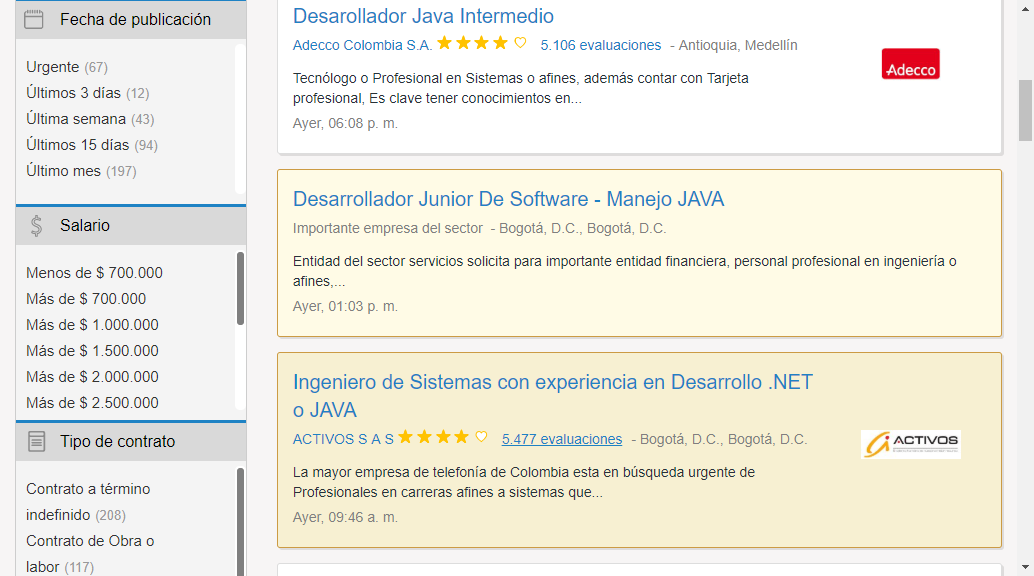 Fecha de publicación
Urgente (67)
Últimos 3 días (12)
Última semana (43)
Últimos 15 días (94)
Último mes (197)
Salario
Menos de $ 700.000
Más de $ 700.000
Más de $ 1.000.000
Más de $ 1.500.000
Más de $ 2.000.000
Más de $ 2.500.000
Tipo de contrato
Contrato a término
indefinido (208)
Contrato de Obra o
labor (117)
Desarollador Java Intermedio
Adecco Colombia S.A. 5.106 evaluaciones - Antioquia, Medellín
Tecnólogo o Profesional en Sistemas o afines, además contar con Tarjeta
profesional, Es clave tener conocimientos en...
Ayer, 06:08 p. m.
Adecco
Desarrollador Junior De Software - Manejo JAVA
Importante empresa del sector - Bogotá, D.C., Bogotá, D.C.
Entidad del sector servicios solicita para importante entidad financiera, personal profesional en ingeniería o
afines,...
Ayer, 01:03 p. m.
Ingeniero de Sistemas con experiencia en Desarrollo .NET
o JAVA
ACTIVOS S A S 5.477 evaluaciones - Bogotá, D.C., Bogotá, D.C.
La mayor empresa de telefonía de Colombia esta en búsqueda urgente de
Profesionales en carreras afines a sistemas que...
Ayer, 09:46 a. m.
ACTIVOS